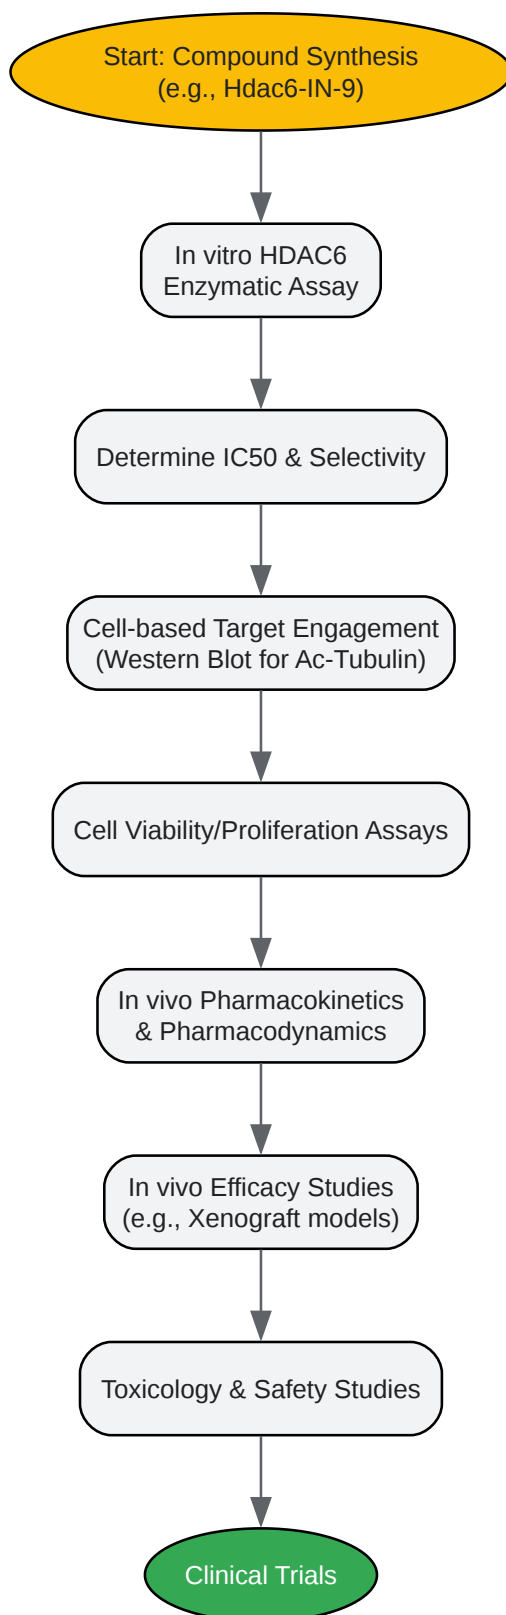 Start: Compound Synthesis
(e.g., Hdac6-IN-9)
In vitro HDAC6
Enzymatic Assay
Determine IC50 & Selectivity
Cell-based Target Engagement
(Western Blot for Ac-Tubulin)
Cell Viability/Proliferation Assays
In vivo Pharmacokinetics
& Pharmacodynamics
In vivo Efficacy Studies
(e.g., Xenograft models)
Toxicology & Safety Studies
Clinical Trials